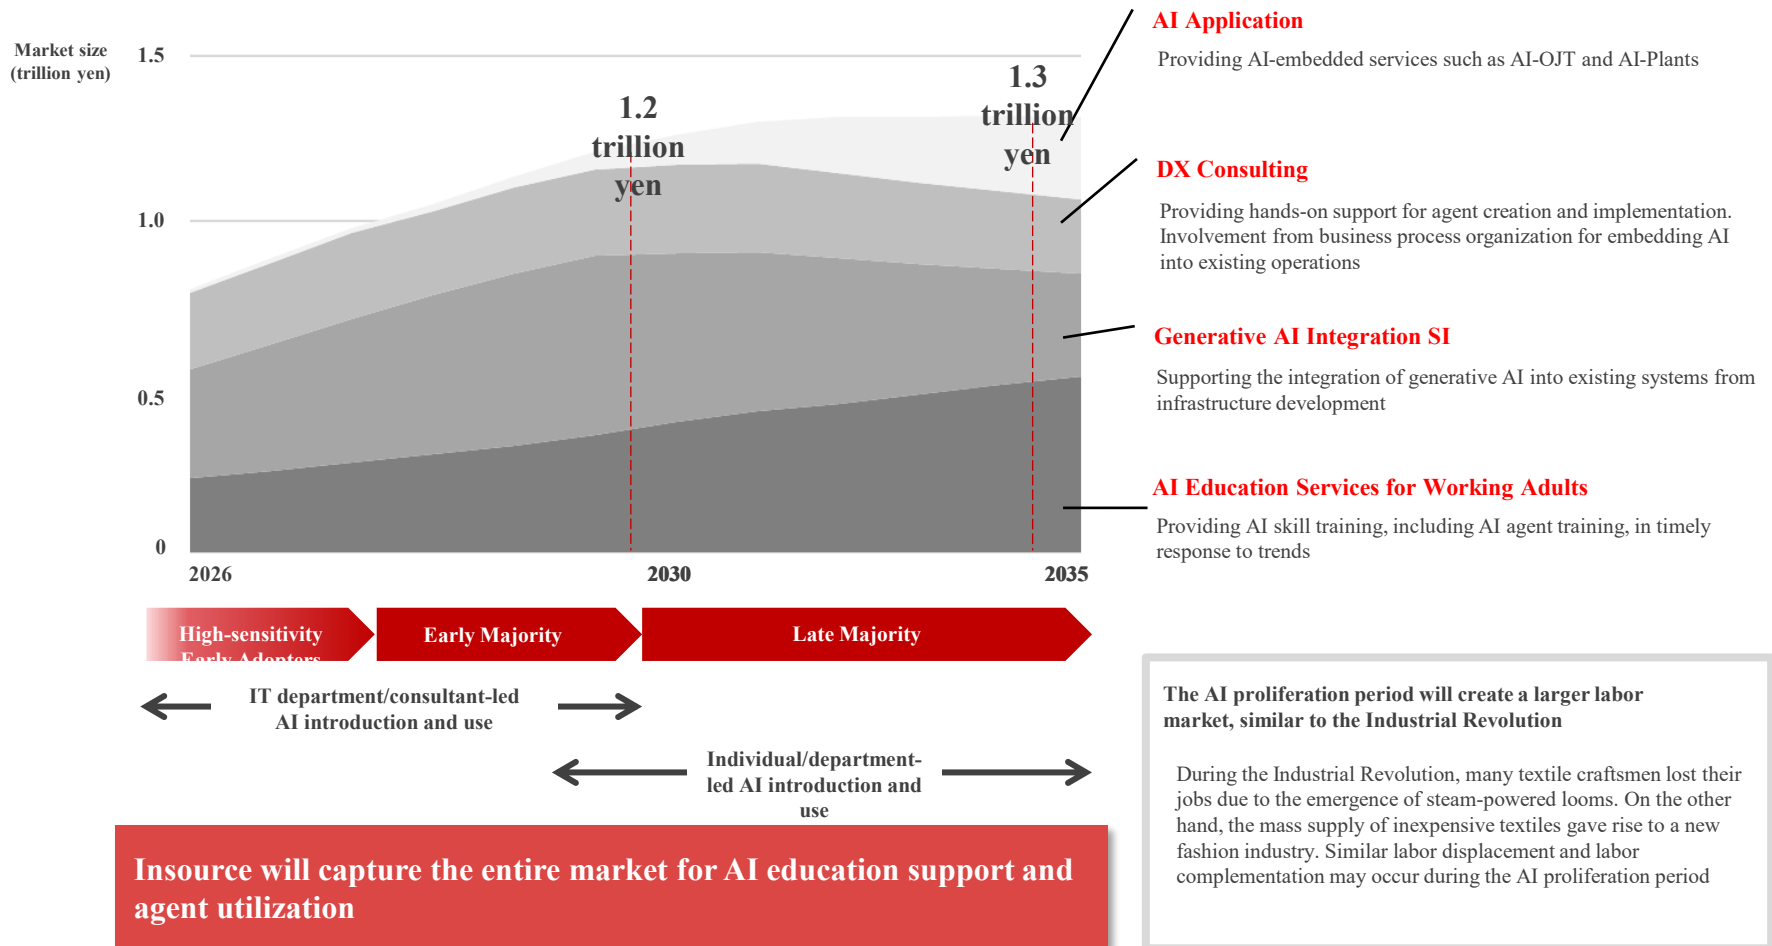 Market size
(trillion yen)
1.5
1.0
0.5
0
1.2
trillion
yen
1.3
trillion
yen
2026
2030
2035
AI Application
Providing AI-embedded services such as AI-OJT and AI-Plants
DX Consulting
Providing hands-on support for agent creation and implementation.
Involvement from business process organization for embedding AI
into existing operations
Generative AI Integration SI
Supporting the integration of generative AI into existing systems from
infrastructure development
AI Education Services for Working Adults
Providing AI skill training, including AI agent training, in timely
response to trends
High-sensitivity
Early Adopters
Early Majority
Late Majority
IT department/consultant-led
AI introduction and use
Individual/department-
led AI introduction and
use
Insource will capture the entire market for AI education support and
agent utilization
The AI proliferation period will create a larger labor
market, similar to the Industrial Revolution
During the Industrial Revolution, many textile craftsmen lost their
jobs due to the emergence of steam-powered looms. On the other
hand, the mass supply of inexpensive textiles gave rise to a new
fashion industry. Similar labor displacement and labor
complementation may occur during the AI proliferation period